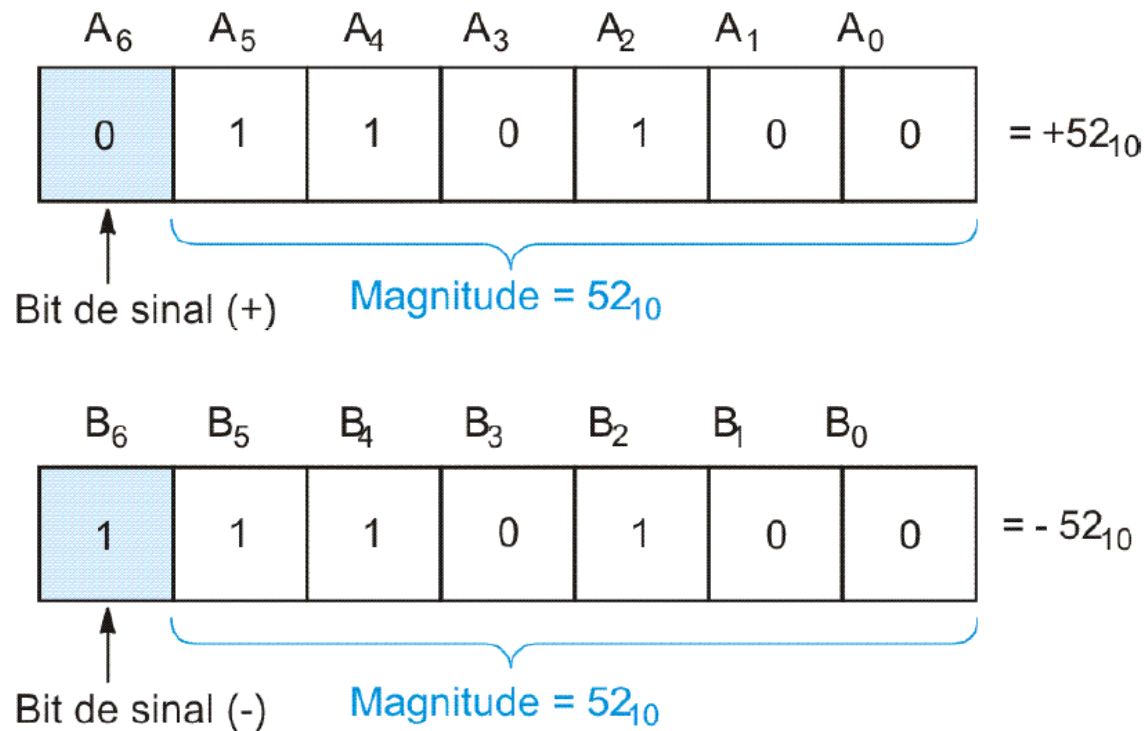 A₆ A₅ A₄ A₃ A₂ A₁ A₀
0 1 1 0 1 0 0 = +52₁₀
Bit de sinal (+) Magnitude = 52₁₀
B₆ B₅ B₄ B₃ B₂ B₁ B₀
1 1 1 0 1 0 0 = - 52₁₀
Bit de sinal (-) Magnitude = 52₁₀